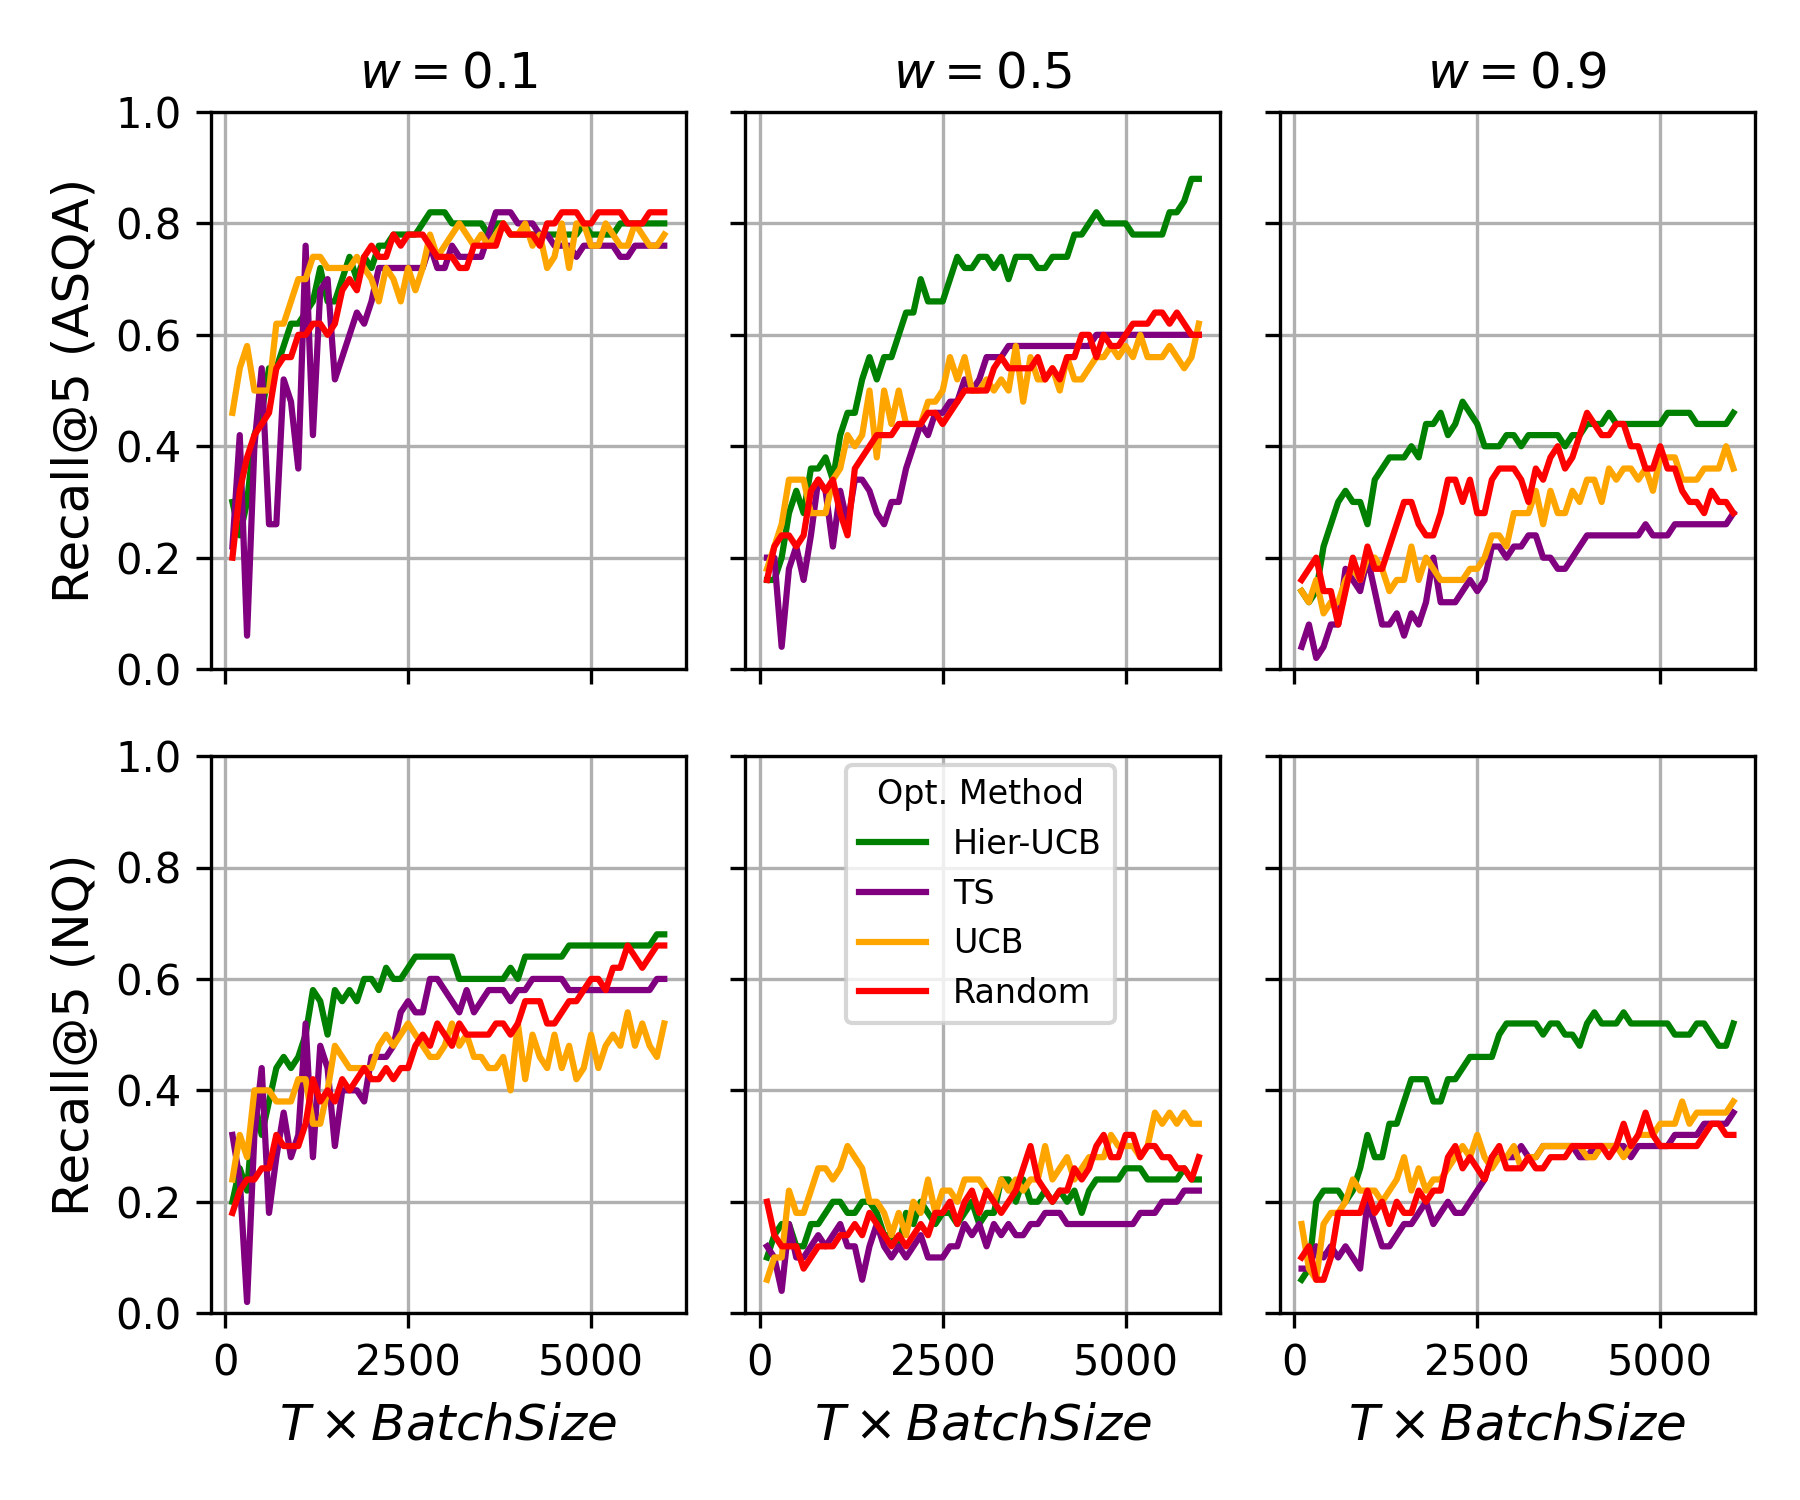 w = 0.1
w = 0.5
w = 0.9
Recall@5 (ASQA)
1.0
0.8
0.6
0.4
0.2
0.0
Recall@5 (NQ)
1.0
0.8
0.6
0.4
0.2
0.0
Opt. Method
Hier-UCB
TS
UCB
Random
0 2500 5000
0 2500 5000
0 2500 5000
T × BatchSize
T × BatchSize
T × BatchSize